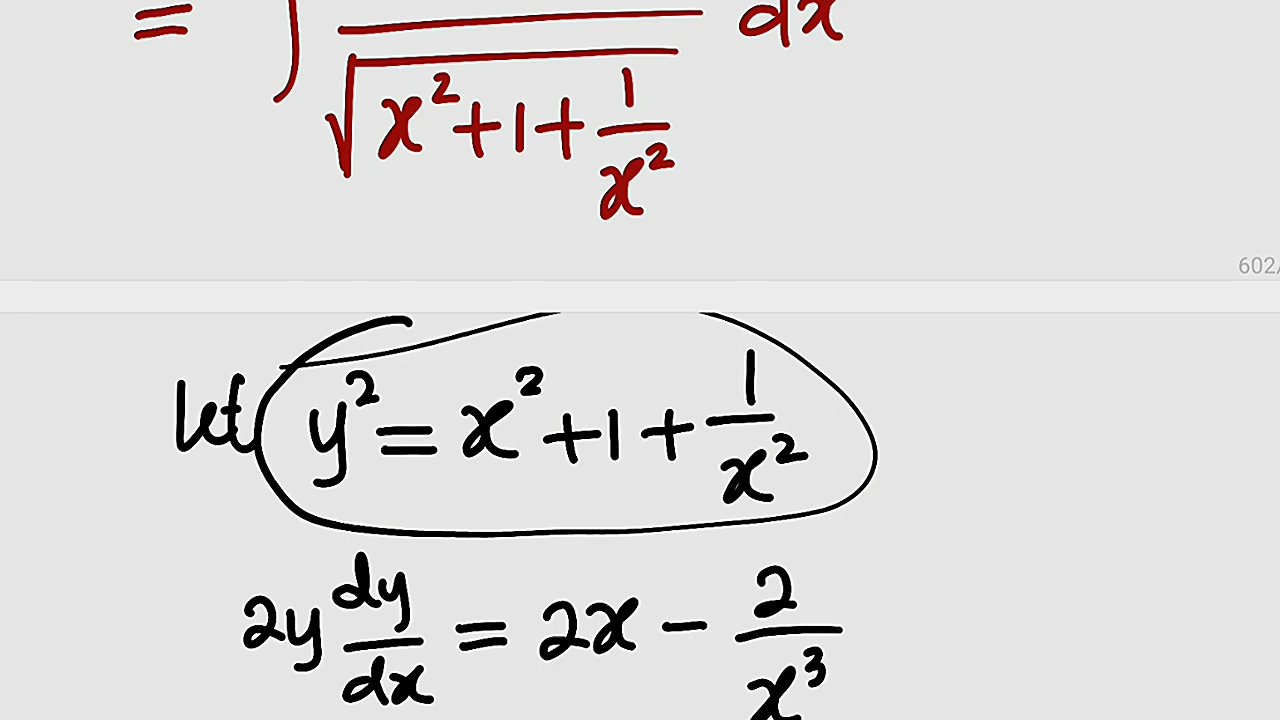 = ∫ ――― dx
√(x² + 1 + 1/x²)
602/
let y² = x² + 1 + 1/x²
2y dy/dx = 2x - 2/x³